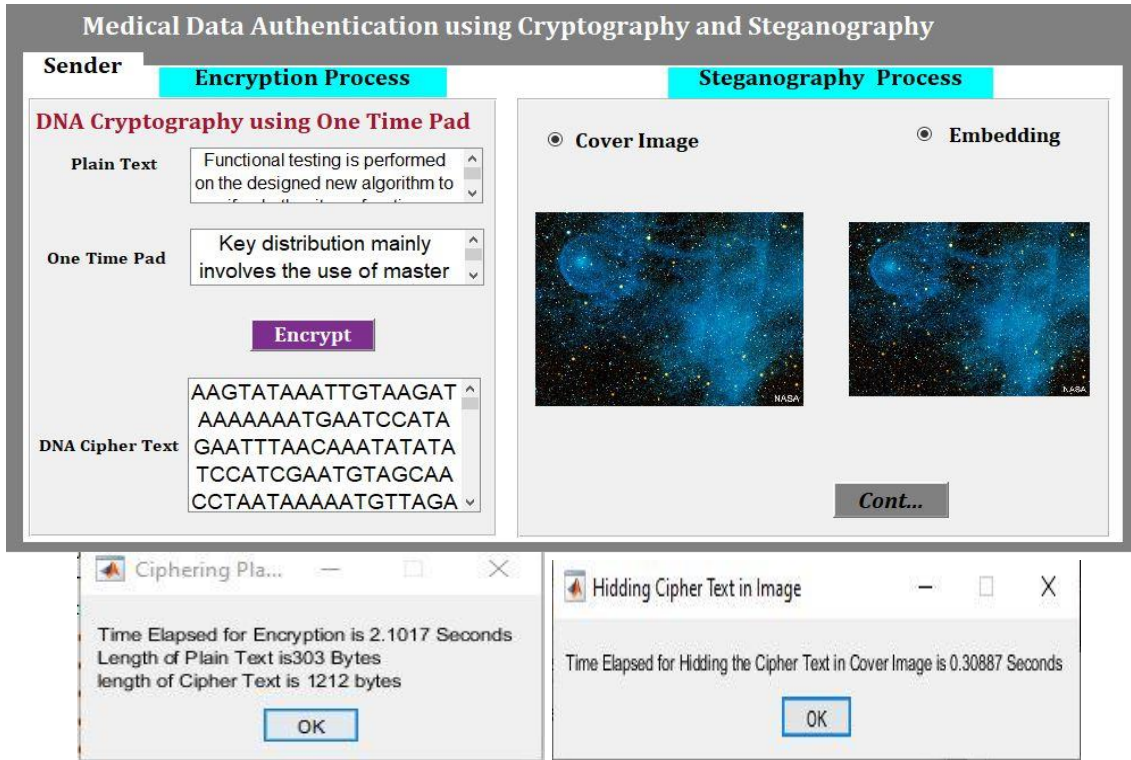 Medical Data Authentication using Cryptography and Steganography
Sender
Encryption Process
DNA Cryptography using One Time Pad
Plain Text
Functional testing is performed
on the designed new algorithm to
One Time Pad
Key distribution mainly
involves the use of master
Encrypt
DNA Cipher Text
AAGTATAAATTGTAAGAT
AAAAAAATGAATCCATA
GAATTTAACAAATATATA
TCCATCGAATGTAGCAA
CCTAATAAAAATGTTAGA
Steganography Process
Cover Image
Embedding
NASA
NASA
Cont...
Ciphering Pla...
Time Elapsed for Encryption is 2.1017 Seconds
Length of Plain Text is303 Bytes
length of Cipher Text is 1212 bytes
OK
Hidding Cipher Text in Image
Time Elapsed for Hidding the Cipher Text in Cover Image is 0.30887 Seconds
OK